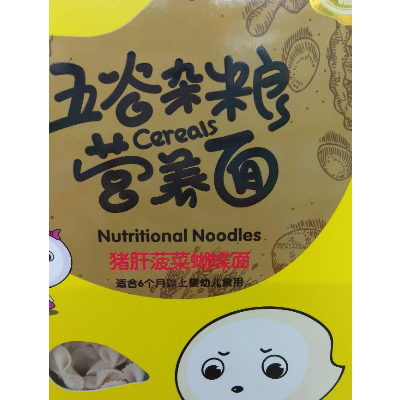 五谷杂粮
Cereals
营养面
Nutritional Noodles
猪肝菠菜蝴蝶面
适合6个月以上婴幼儿食用